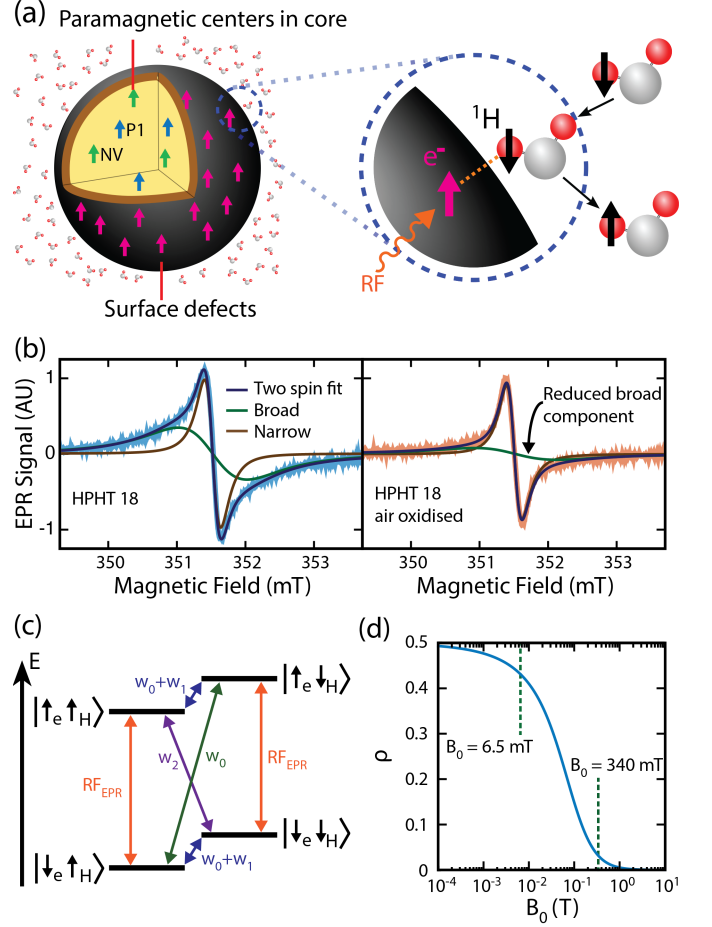 (a)
Paramagnetic centers in core
P1
NV
Surface defects
¹H
e⁻
RF
(b)
EPR Signal (AU)
1
0
-1
Two spin fit
Broad
Narrow
HPHT 18
350 351 352 353
Magnetic Field (mT)
Reduced broad
component
HPHT 18
air oxidised
350 351 352 353
Magnetic Field (mT)
(c)
E
|↑e ↑H⟩
w₀+w₁
|↑e ↓H⟩
RF_EPR
w₂
w₀
RF_EPR
|↓e ↑H⟩
w₀+w₁
|↓e ↓H⟩
(d)
ρ
0.5
0.4
0.3
0.2
0.1
0
B₀ = 6.5 mT
B₀ = 340 mT
10⁻⁴ 10⁻³ 10⁻² 10⁻¹ 10⁰ 10¹
B₀ (T)